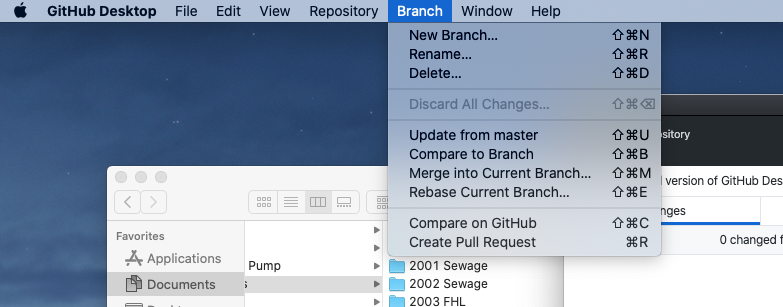 GitHub Desktop File Edit View Repository Branch Window Help
New Branch... ⇧⌘N
Rename... ⇧⌘R
Delete... ⇧⌘D
Discard All Changes... ⇧⌘⌫
Update from master ⇧⌘U
Compare to Branch ⇧⌘B
Merge into Current Branch... ⇧⌘M
Rebase Current Branch... ⇧⌘E
Compare on GitHub ⇧⌘C
Create Pull Request ⌘R
ository
version of GitHub Des
nges
0 changed f
Favorites
Applications
Documents
Pump
s
2001 Sewage
2002 Sewage
2003 FHL